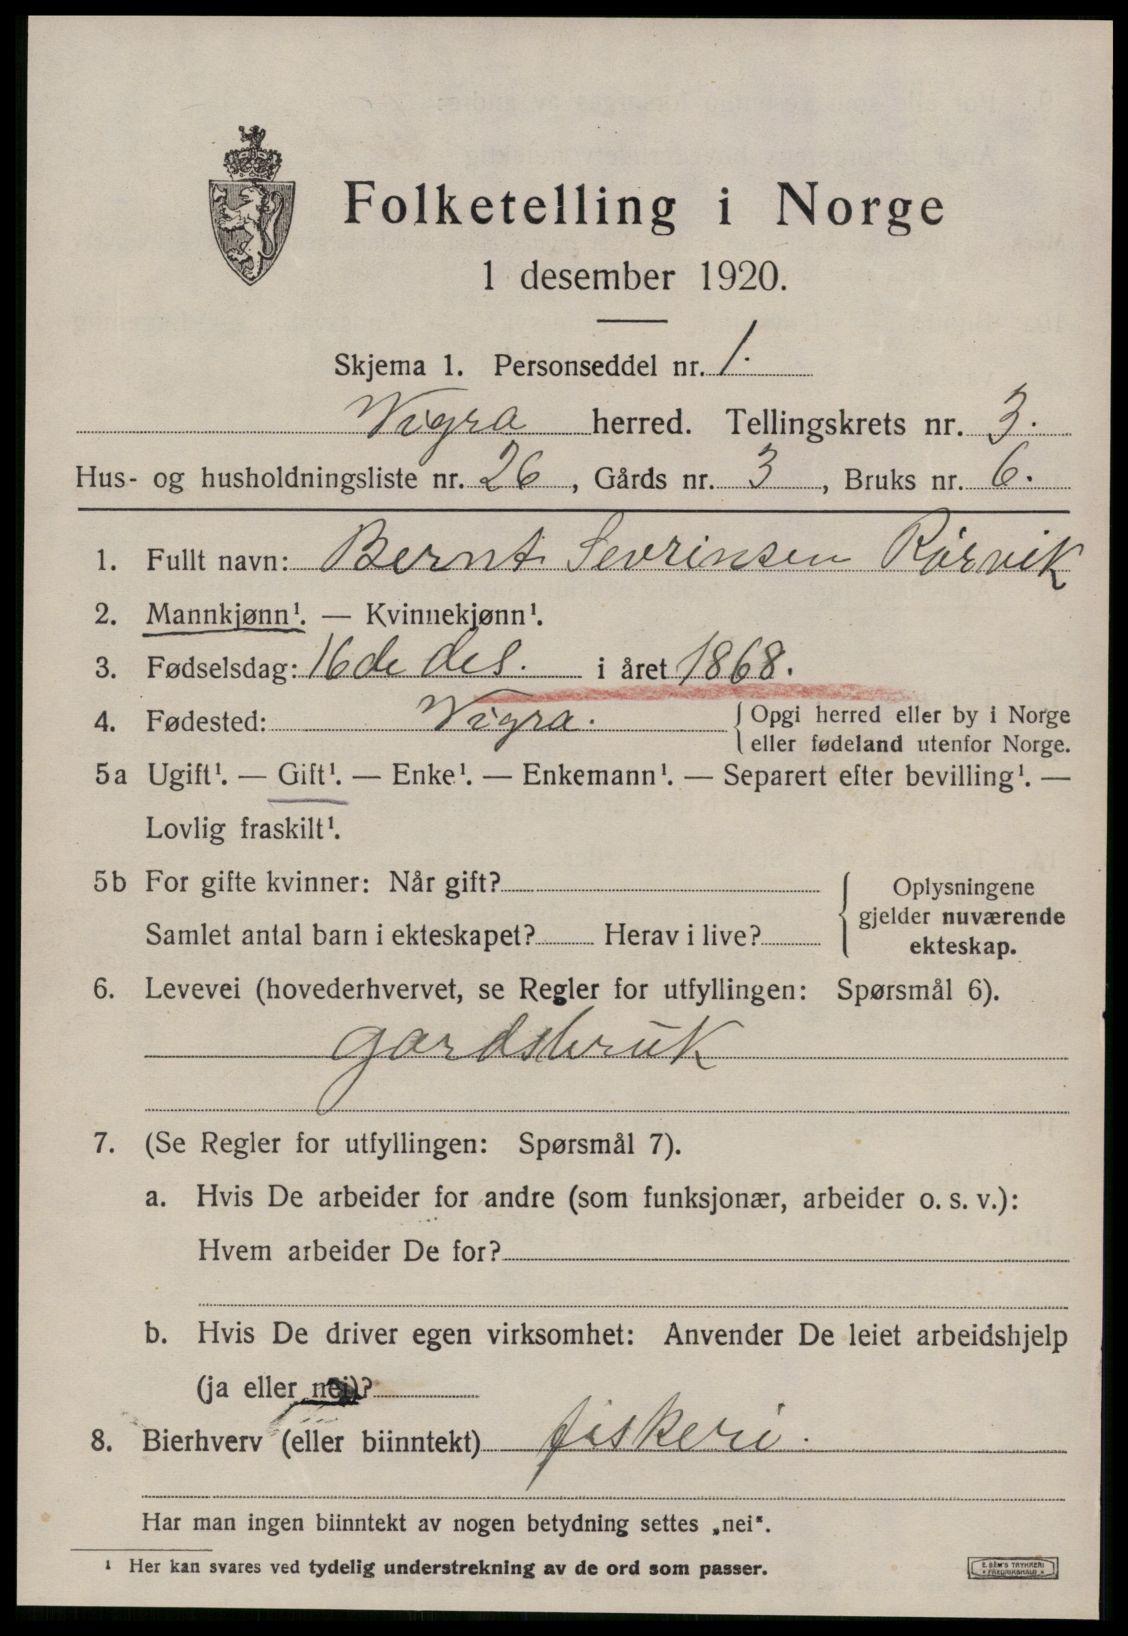 Folketelling i Norge
1 desember 1920.
Skjema 1. Personseddel nr. 1.
Vigra herred. Tellingskrets nr. 3.
Hus- og husholdningsliste nr. 26, Gårds nr. 3, Bruks nr. 6.
1. Fullt navn: Bernt Sevrinsen Rørvik
2. Mannkjønn¹. — Kvinnekjønn¹.
3. Fødselsdag: 16de des. i året 1868.
4. Fødested: Vigra. { Opgi herred eller by i Norge
eller fødeland utenfor Norge.
5a Ugift¹. — Gift¹. — Enke¹. — Enkemann¹. — Separert efter bevilling¹. —
Lovlig fraskilt¹.
5b For gifte kvinner: Når gift?
Samlet antal barn i ekteskapet? Herav i live?
{ Oplysningene
gjelder nuværende
ekteskap.
6. Levevei (hovederhvervet, se Regler for utfyllingen: Spørsmål 6).
gardsbruk
7. (Se Regler for utfyllingen: Spørsmål 7).
a. Hvis De arbeider for andre (som funksjonær, arbeider o. s. v.):
Hvem arbeider De for?
b. Hvis De driver egen virksomhet: Anvender De leiet arbeidshjelp
(ja eller nei)?
8. Bierhverv (eller biinntekt) fiskeri.
Har man ingen biinntekt av nogen betydning settes „nei".
¹ Her kan svares ved tydelig understrekning av de ord som passer.
E. SEM'S TRYKKERI
FREDRIKSHALD